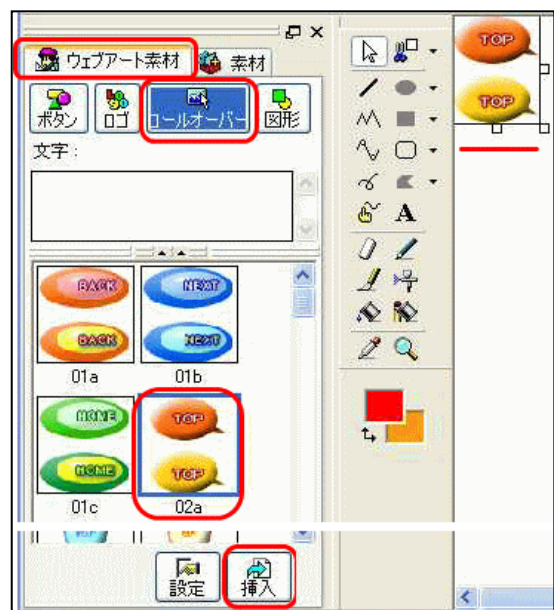 ウェブアート素材 素材
ボタン ロゴ ロールオーバー 図形
文字:
BACK NEXT
BACK NEXT
01a 01b
HOME TOP
HOME TOP
01c 02a
設定 挿入
A
TOP
TOP